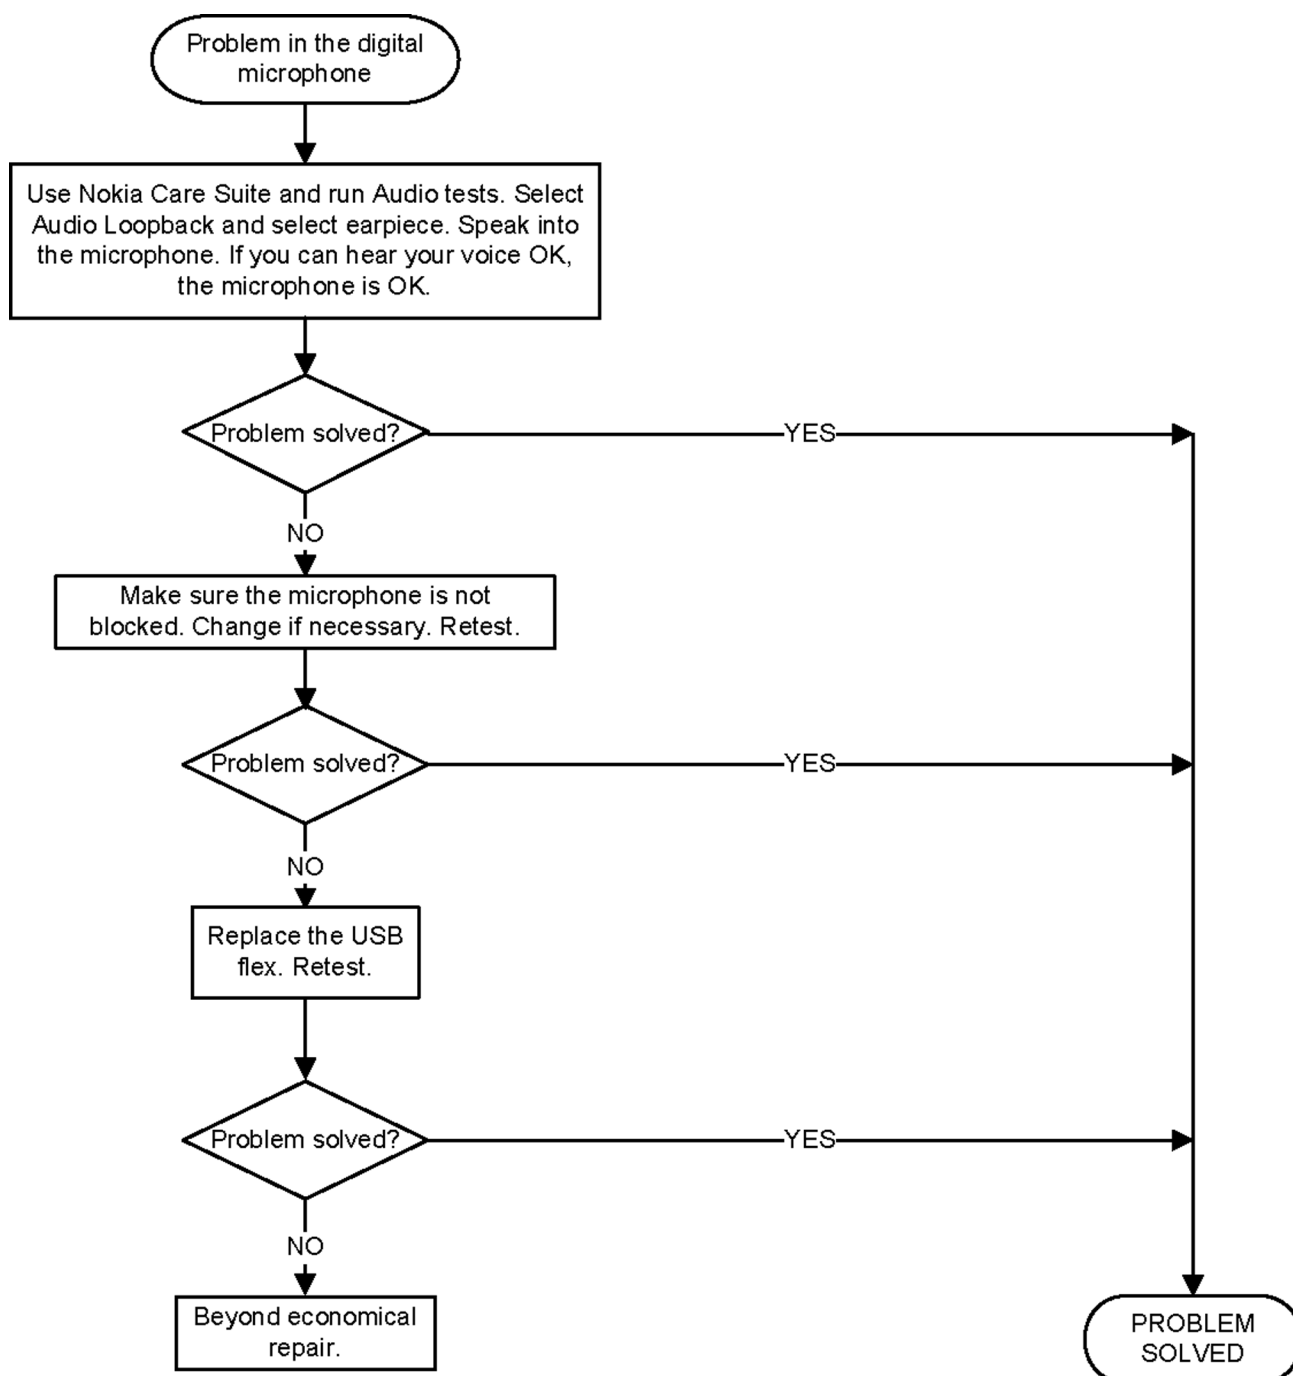 Problem in the digital
microphone
Use Nokia Care Suite and run Audio tests. Select
Audio Loopback and select earpiece. Speak into
the microphone. If you can hear your voice OK,
the microphone is OK.
Problem solved?
YES
NO
Make sure the microphone is not
blocked. Change if necessary. Retest.
Problem solved?
YES
NO
Replace the USB
flex. Retest.
Problem solved?
YES
NO
Beyond economical
repair.
PROBLEM
SOLVED